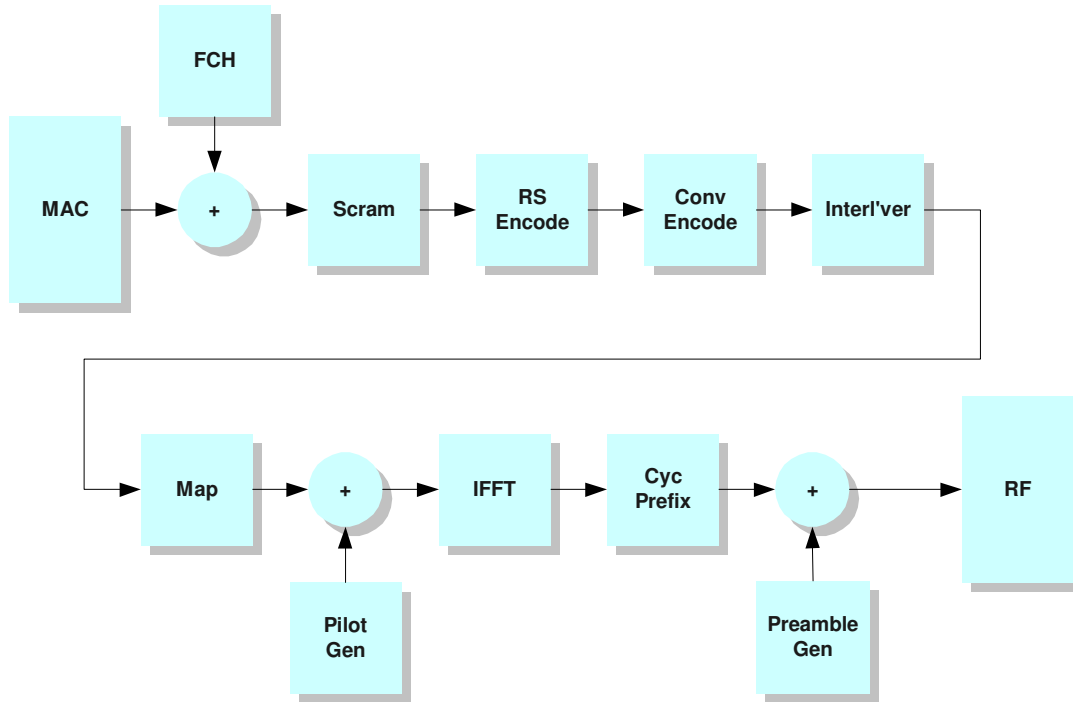 FCH
MAC
+
Scram
RS
Encode
Conv
Encode
Interl'ver
Map
+
IFFT
Cyc
Prefix
+
RF
Pilot
Gen
Preamble
Gen